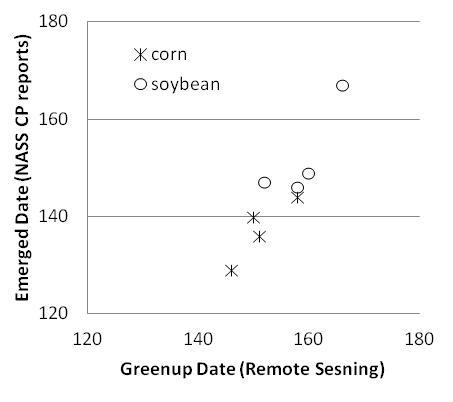 180
corn
soybean
160
140
120
120 140 160 180
Emerged Date (NASS CP reports)
Greenup Date (Remote Sesning)